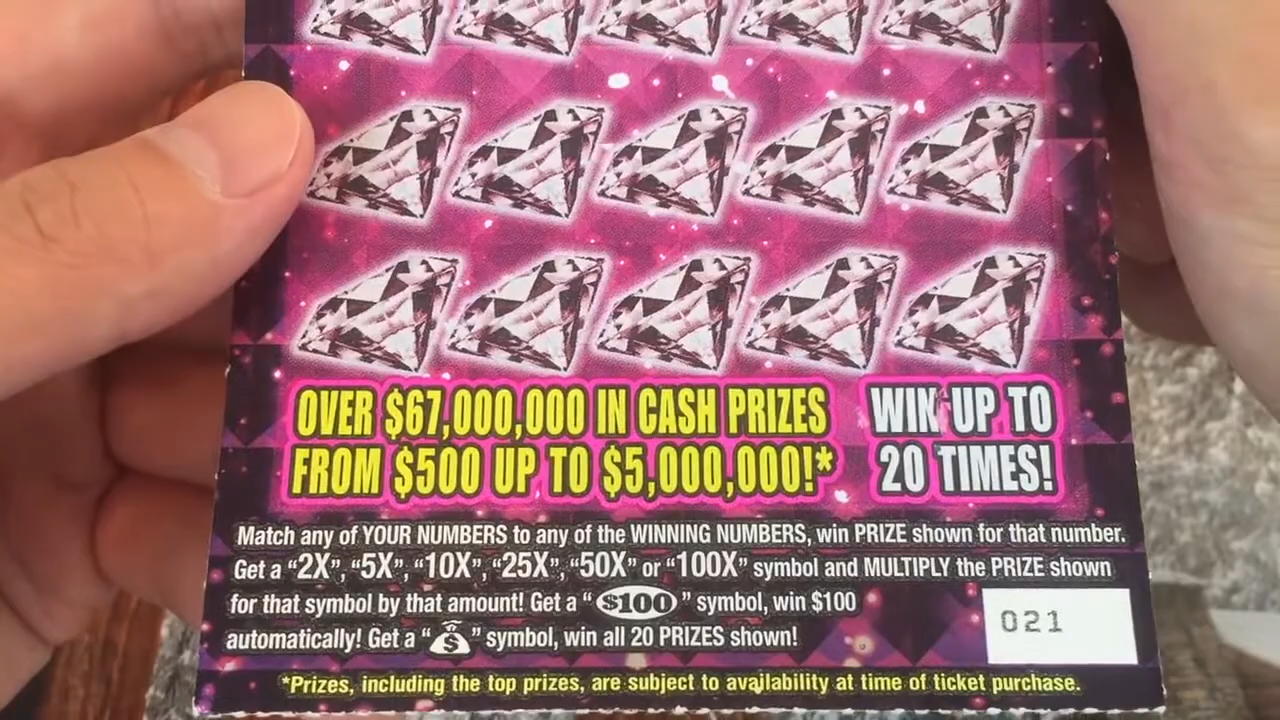 OVER $67,000,000 IN CASH PRIZES
FROM $500 UP TO $5,000,000!*
WIN UP TO
20 TIMES!
Match any of YOUR NUMBERS to any of the WINNING NUMBERS, win PRIZE shown for that number.
Get a “2X”, “5X”, “10X”, “25X”, “50X” or “100X” symbol and MULTIPLY the PRIZE shown
for that symbol by that amount! Get a “ $100 ” symbol, win $100
automatically! Get a “ $ ” symbol, win all 20 PRIZES shown!
021
*Prizes, including the top prizes, are subject to availability at time of ticket purchase.